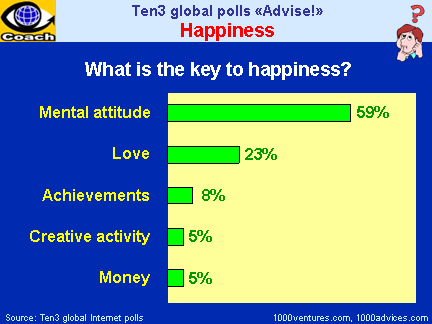 Ten3 global polls «Advise!»
Happiness
Coach
?
What is the key to happiness?
Mental attitude 59%
Love 23%
Achievements 8%
Creative activity 5%
Money 5%
Source: Ten3 global Internet polls 1000ventures.com, 1000advices.com